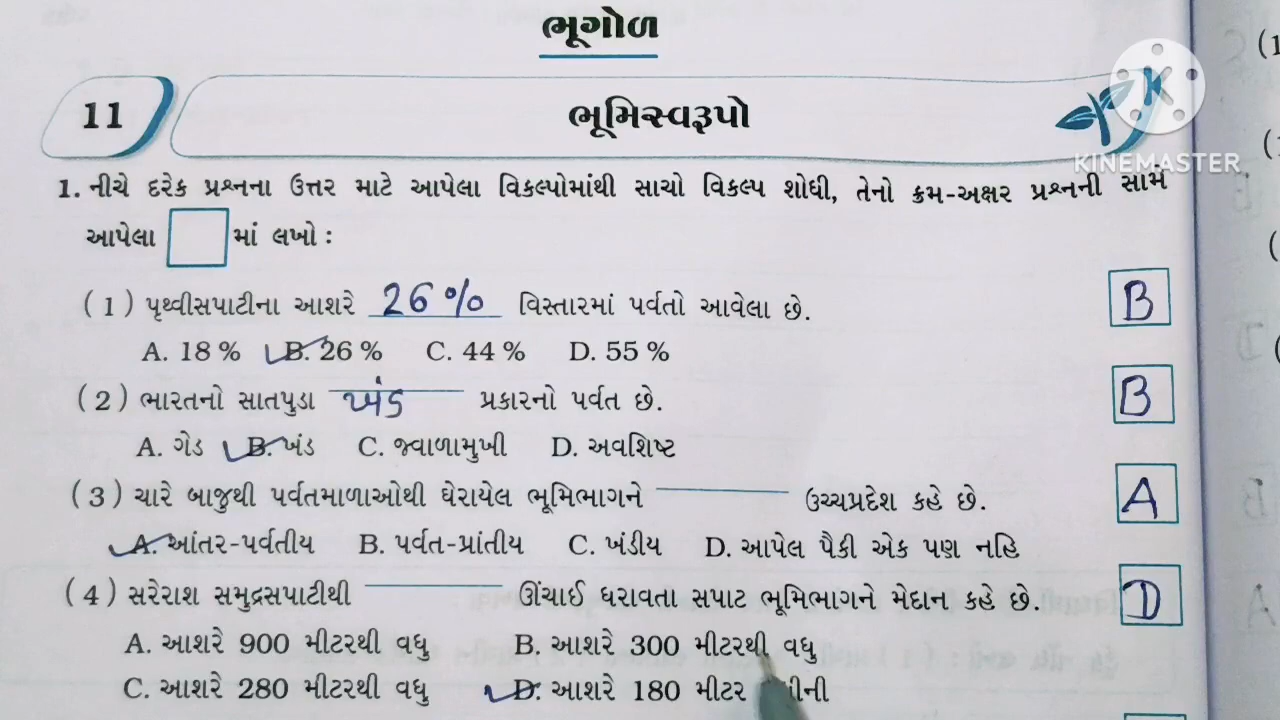 ભૂગોળ
11 ભૂમિસ્વરૂપો
KINEMASTER
1. નીચે દરેક પ્રશ્નના ઉત્તર માટે આપેલા વિકલ્પોમાંથી સાચો વિકલ્પ શોધી, તેનો ક્રમ-અક્ષર પ્રશ્નની સામે
આપેલા માં લખો :
(1) પૃથ્વીસપાટીના આશરે 26% વિસ્તારમાં પર્વતો આવેલા છે. B
A. 18 % B. 26 % C. 44 % D. 55 %
(2) ભારતનો સાતપુડા ખંડ પ્રકારનો પર્વત છે. B
A. ગેડ B. ખંડ C. જ્વાળામુખી D. અવશિષ્ટ
(3) ચારે બાજુથી પર્વતમાળાઓથી ઘેરાયેલ ભૂમિભાગને ઉચ્ચપ્રદેશ કહે છે. A
A. આંતર-પર્વતીય B. પર્વત-પ્રાંતીય C. ખંડીય D. આપેલ પૈકી એક પણ નહિ
(4) સરેરાશ સમુદ્રસપાટીથી ઊંચાઈ ધરાવતા સપાટ ભૂમિભાગને મેદાન કહે છે. D
A. આશરે 900 મીટરથી વધુ B. આશરે 300 મીટરથી વધુ
C. આશરે 280 મીટરથી વધુ D. આશરે 180 મીટર